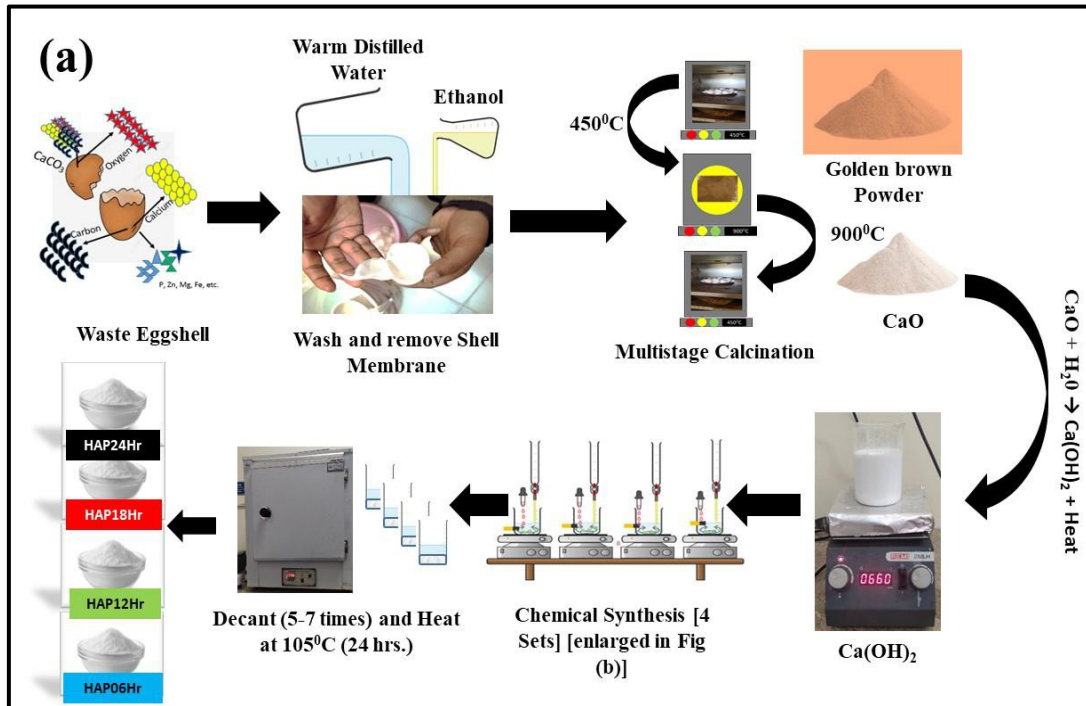 (a)
Warm Distilled
Water
Ethanol
CaCO₃
Oxygen
Calcium
Carbon
P, Zn, Mg, Fe, etc.
Waste Eggshell
Wash and remove Shell
Membrane
450⁰C
450°C
900°C
450°C
Multistage Calcination
Golden brown
Powder
900⁰C
CaO
CaO + H₂0 → Ca(OH)₂ + Heat
0660
Ca(OH)₂
Chemical Synthesis [4
Sets] [enlarged in Fig
(b)]
Decant (5-7 times) and Heat
at 105⁰C (24 hrs.)
HAP24Hr
HAP18Hr
HAP12Hr
HAP06Hr